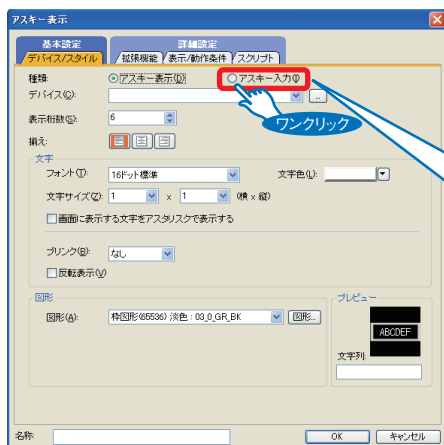 アスキー表示
基本設定 詳細設定
デバイス/スタイル 拡張機能 表示/動作条件 スクリプト
種類: アスキー表示(D) アスキー入力(I)
デバイス(C): ...
ワンクリック
表示桁数(S): 6
揃え:
文字
フォント(T): 16ドット標準 文字色(L):
文字サイズ(Z): 1 x 1 (横 x 縦)
画面に表示する文字をアスタリスクで表示する
ブリンク(B): なし
反転表示(V)
図形 プレビュー
図形(A): 枠図形(65536) 淡色 : 03_0_GR_BK 図形...
ABCDEF
文字列:
名称: OK キャンセル